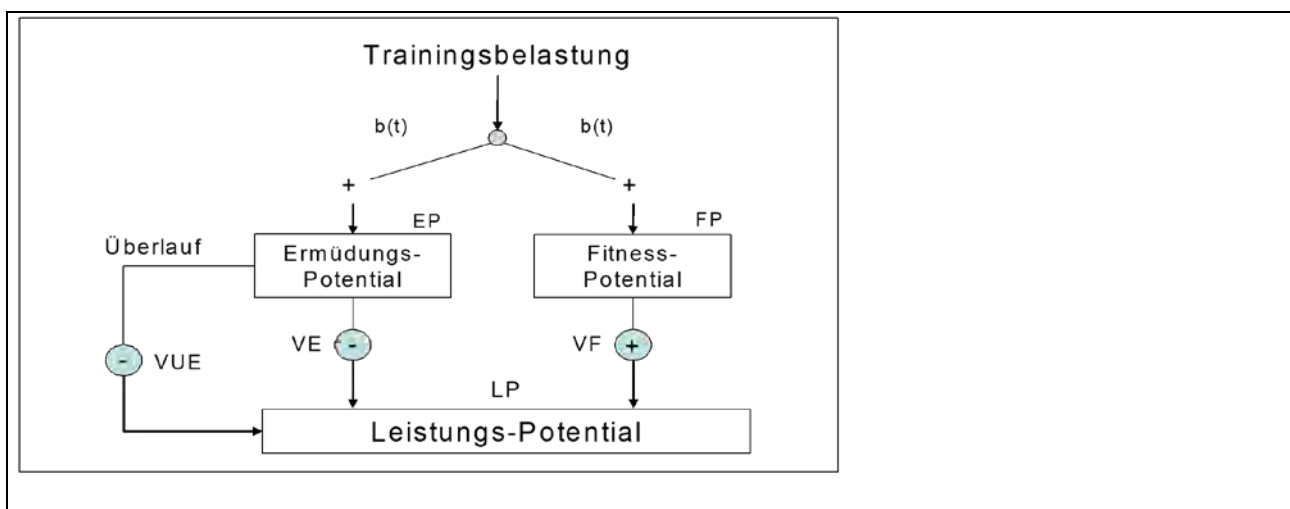 Trainingsbelastung
b(t) b(t)
+ +
EP FP
Überlauf
Ermüdungs-
Potential
Fitness-
Potential
- VUE
VE -
VF +
LP
Leistungs-Potential